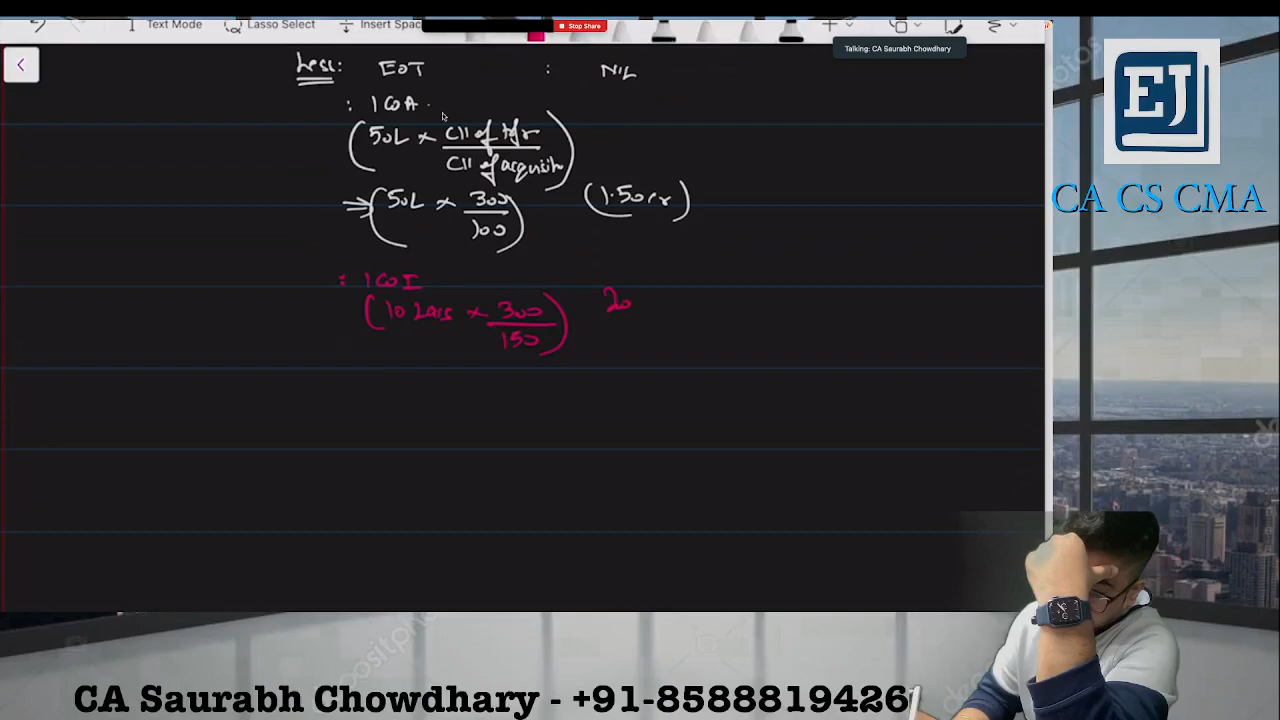 Text Mode Lasso Select Insert Spac
Stop Share
Talking: CA Saurabh Chowdhary
Less: EOT : NIL
: ICOA
(50L × CII of tfr
CII of acquisit)
⇒ (50L × 300
100) (1.50cr)
: ICOI
(10 Lacs × 300
150) 20
EJ
CA CS CMA
CA Saurabh Chowdhary - +91-8588819426